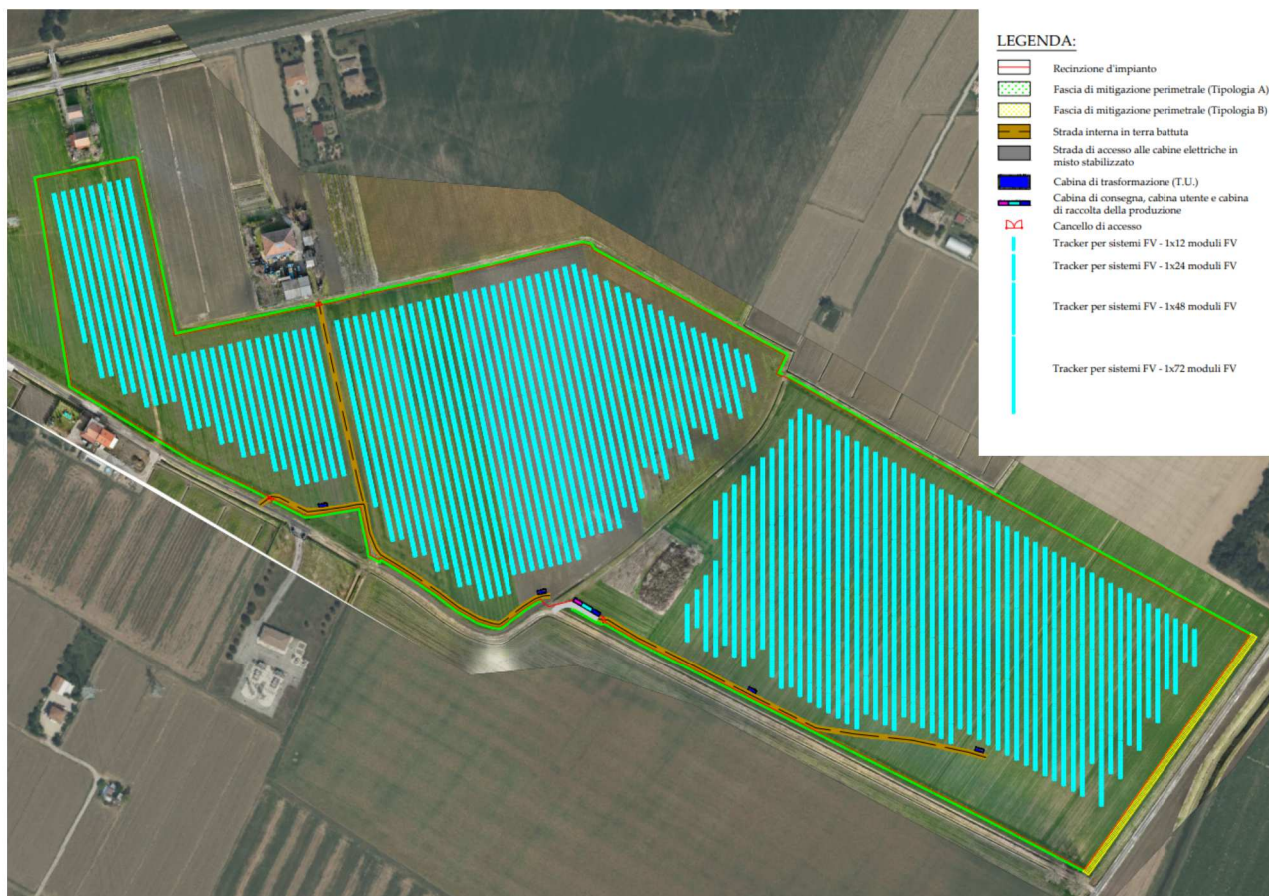 LEGENDA:
Recinzione d'impianto
Fascia di mitigazione perimetrale (Tipologia A)
Fascia di mitigazione perimetrale (Tipologia B)
Strada interna in terra battuta
Strada di accesso alle cabine elettriche in
misto stabilizzato
Cabina di trasformazione (T.U.)
Cabina di consegna, cabina utente e cabina
di raccolta della produzione
Cancello di accesso
Tracker per sistemi FV - 1x12 moduli FV
Tracker per sistemi FV - 1x24 moduli FV
Tracker per sistemi FV - 1x48 moduli FV
Tracker per sistemi FV - 1x72 moduli FV